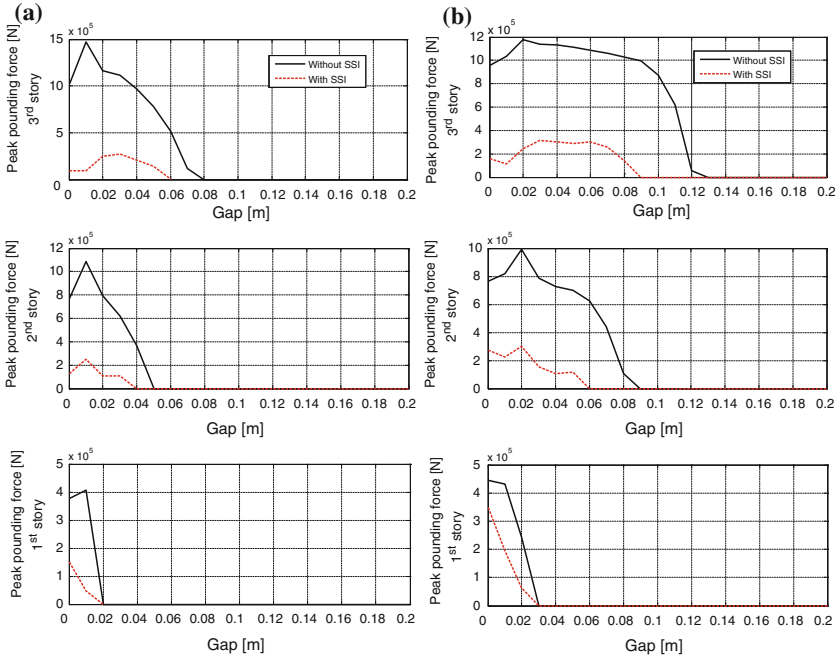 (a)
x 10^5
15
10
5
0
Peak pounding force [N]
3rd story
Without SSI
With SSI
0 0.02 0.04 0.06 0.08 0.1 0.12 0.14 0.16 0.18 0.2
Gap [m]
x 10^5
12
10
8
6
4
2
0
Peak pounding force [N]
2nd story
0 0.02 0.04 0.06 0.08 0.1 0.12 0.14 0.16 0.18 0.2
Gap [m]
x 10^5
5
4
3
2
1
0
Peak pounding force [N]
1st story
0 0.02 0.04 0.06 0.08 0.1 0.12 0.14 0.16 0.18 0.2
Gap [m]
(b)
x 10^5
12
10
8
6
4
2
0
Peak pounding force [N]
3rd story
Without SSI
With SSI
0 0.02 0.04 0.06 0.08 0.1 0.12 0.14 0.16 0.18 0.2
Gap [m]
x 10^5
10
8
6
4
2
0
Peak pounding force [N]
2nd story
0 0.02 0.04 0.06 0.08 0.1 0.12 0.14 0.16 0.18 0.2
Gap [m]
x 10^5
5
4
3
2
1
0
Peak pounding force [N]
1st story
0 0.02 0.04 0.06 0.08 0.1 0.12 0.14 0.16 0.18 0.2
Gap [m]